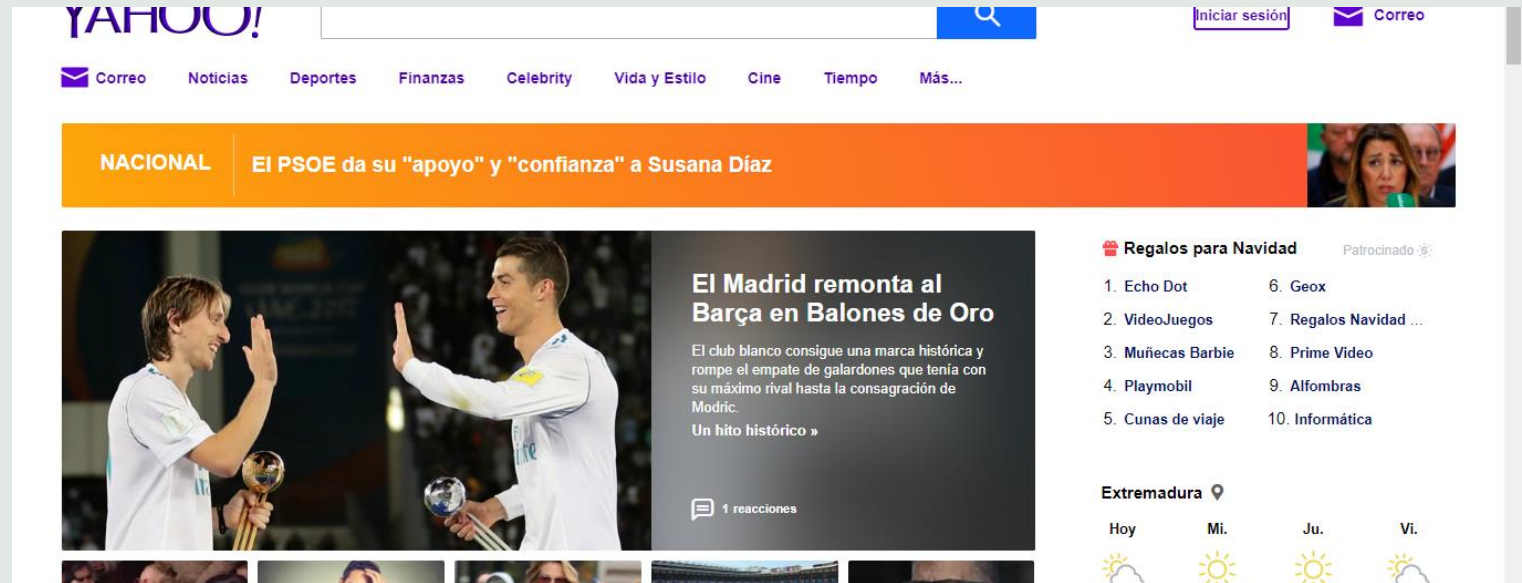 YAHOO!
Iniciar sesión
Correo
Correo Noticias Deportes Finanzas Celebrity Vida y Estilo Cine Tiempo Más...
NACIONAL
El PSOE da su "apoyo" y "confianza" a Susana Díaz
El Madrid remonta al
Barça en Balones de Oro
El club blanco consigue una marca histórica y
rompe el empate de galardones que tenía con
su máximo rival hasta la consagración de
Modric.
Un hito histórico »
1 reacciones
Regalos para Navidad
Patrocinado
1. Echo Dot
2. VideoJuegos
3. Muñecas Barbie
4. Playmobil
5. Cunas de viaje
6. Geox
7. Regalos Navidad ...
8. Prime Video
9. Alfombras
10. Informática
Extremadura
Hoy Mi. Ju. Vi.